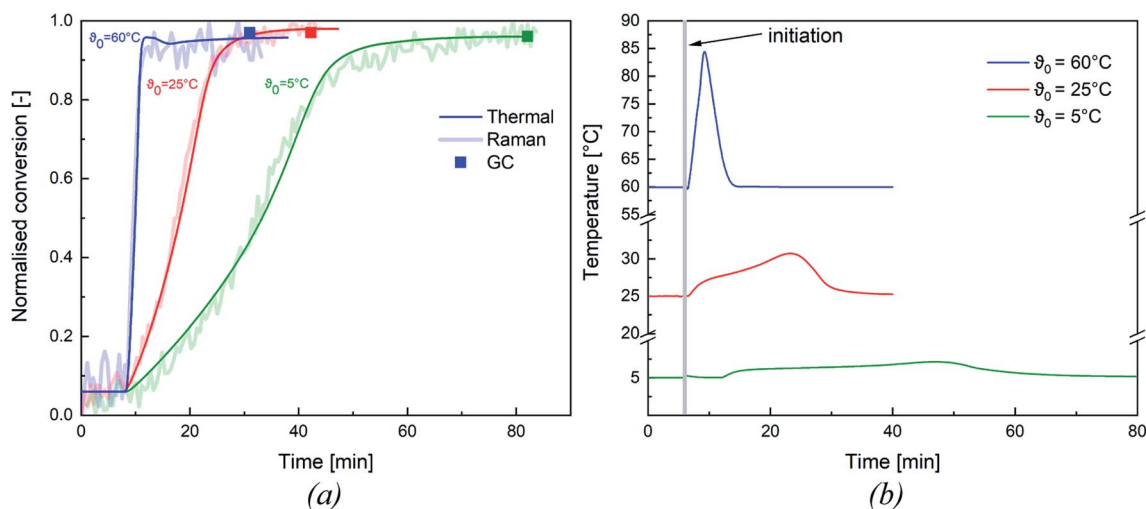 1.0
0.8
0.6
0.4
0.2
0.0
Normalised conversion [-]
ϑ0=60°C
ϑ0=25°C
ϑ0=5°C
Thermal
Raman
GC
0
20
40
60
80
Time [min]
(a)
90
85
80
75
70
65
60
55
30
25
20
5
Temperature [°C]
initiation
ϑ0 = 60°C
ϑ0 = 25°C
ϑ0 = 5°C
0
20
40
60
80
Time [min]
(b)